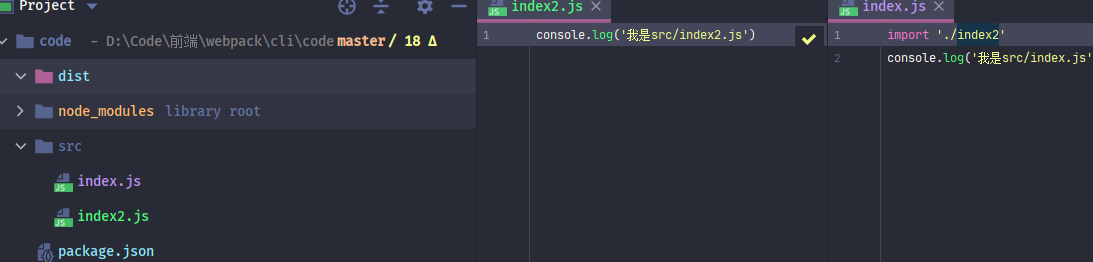 Project
code – D:\Code\前端\webpack\cli\code master / 18 Δ
dist
node_modules library root
src
JS index.js
JS index2.js
package.json
JS index2.js
1 console.log('我是src/index2.js')
JS index.js
1 import './index2'
2 console.log('我是src/index.js'